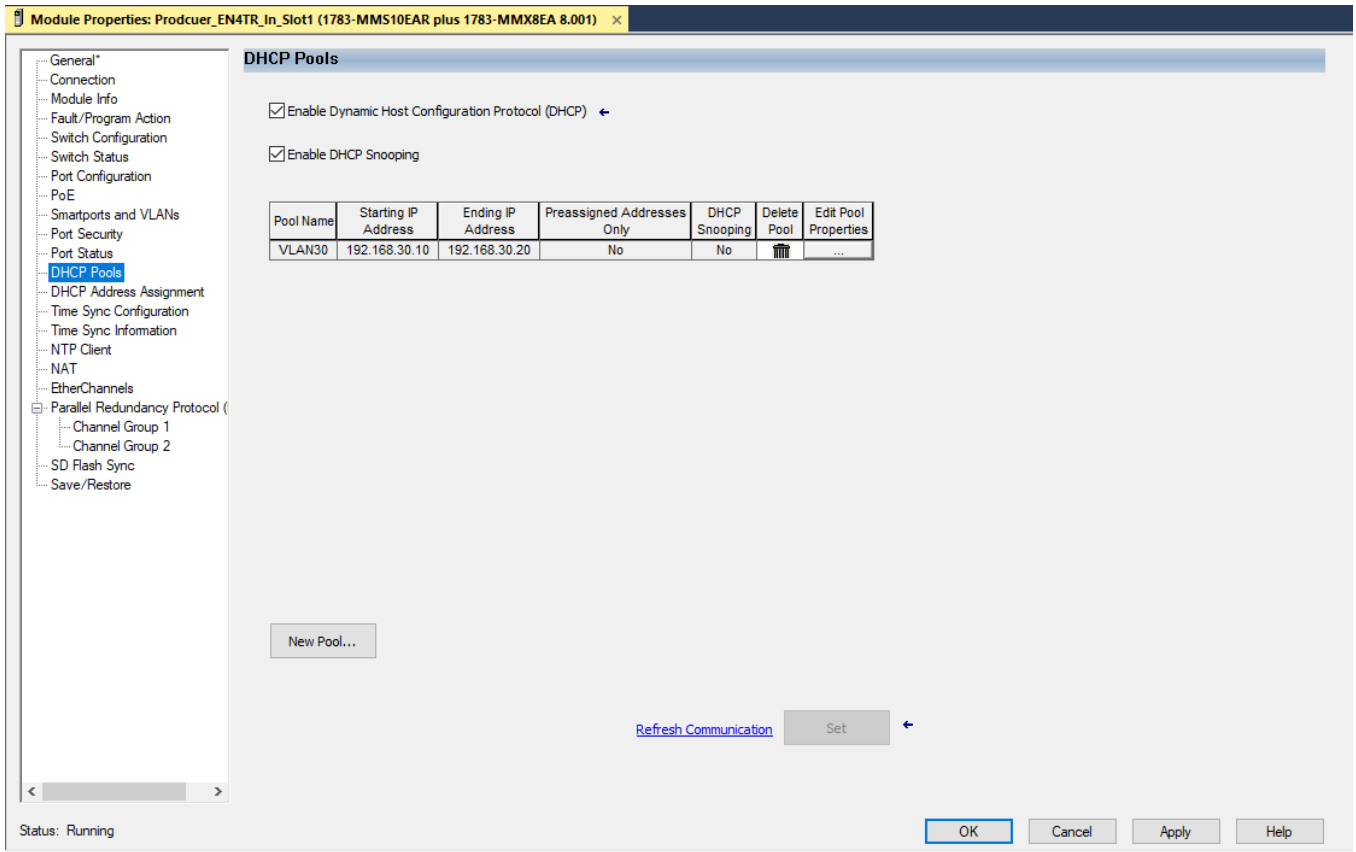 Module Properties: Prodcuer_EN4TR_In_Slot1 (1783-MMS10EAR plus 1783-MMX8EA 8.001) ×
General*
Connection
Module Info
Fault/Program Action
Switch Configuration
Switch Status
Port Configuration
PoE
Smartports and VLANs
Port Security
Port Status
DHCP Pools
DHCP Address Assignment
Time Sync Configuration
Time Sync Information
NTP Client
NAT
EtherChannels
Parallel Redundancy Protocol (
Channel Group 1
Channel Group 2
SD Flash Sync
Save/Restore
DHCP Pools
Enable Dynamic Host Configuration Protocol (DHCP) ←
Enable DHCP Snooping
Pool Name Starting IP Address Ending IP Address Preassigned Addresses Only DHCP Snooping Delete Pool Edit Pool Properties
VLAN30 192.168.30.10 192.168.30.20 No No ...
New Pool...
Refresh Communication Set ←
Status: Running OK Cancel Apply Help